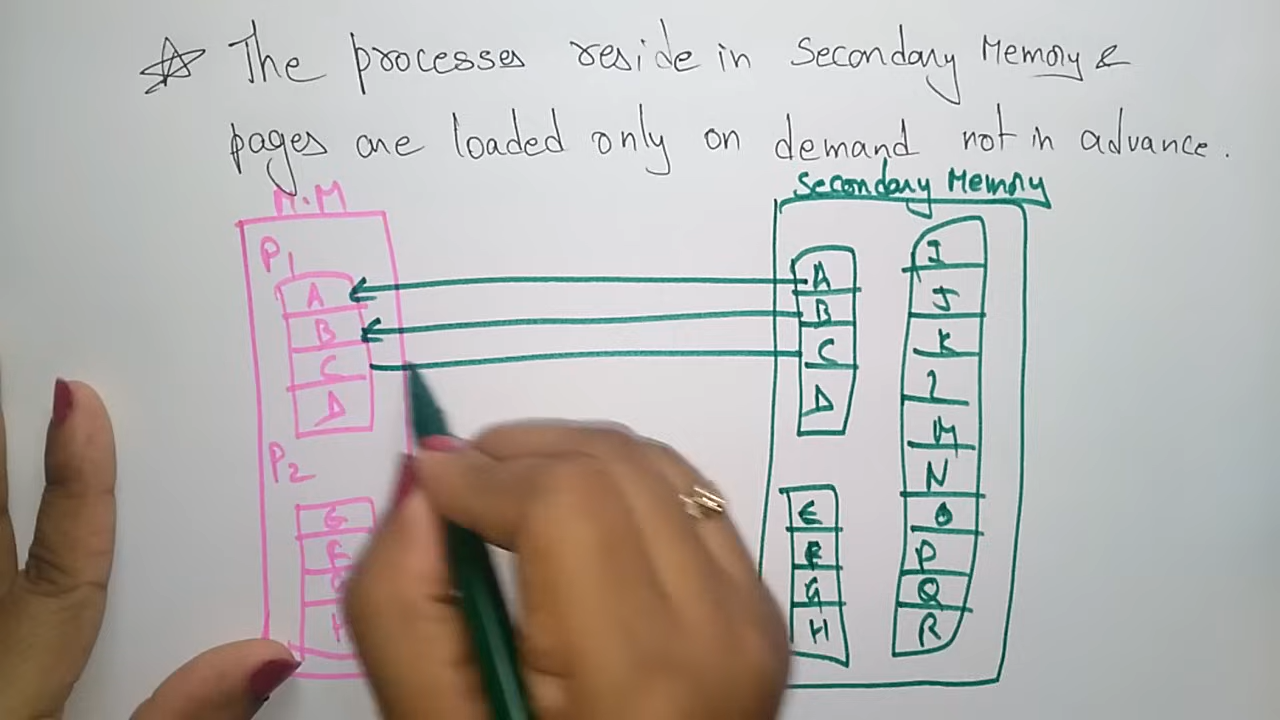 The processes reside in Secondary Memory &
pages are loaded only on demand not in advance.
M.M
Secondary Memory
P1
A
B
C
D
P2
G
F
H
A
B
C
D
E
F
G
H
I
J
K
L
M
N
O
P
Q
R